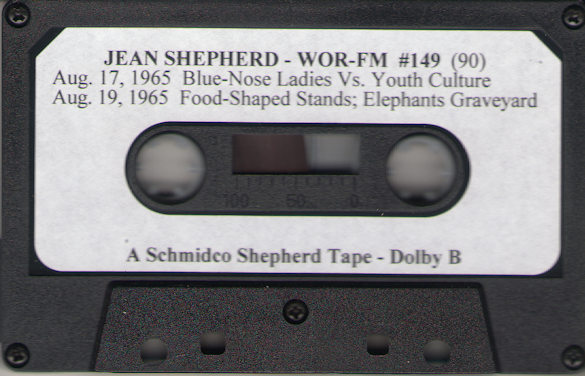 JEAN SHEPHERD - WOR-FM #149 (90)
Aug. 17, 1965 Blue-Nose Ladies Vs. Youth Culture
Aug. 19, 1965 Food-Shaped Stands; Elephants Graveyard
100 50 0
A Schmidco Shepherd Tape - Dolby B